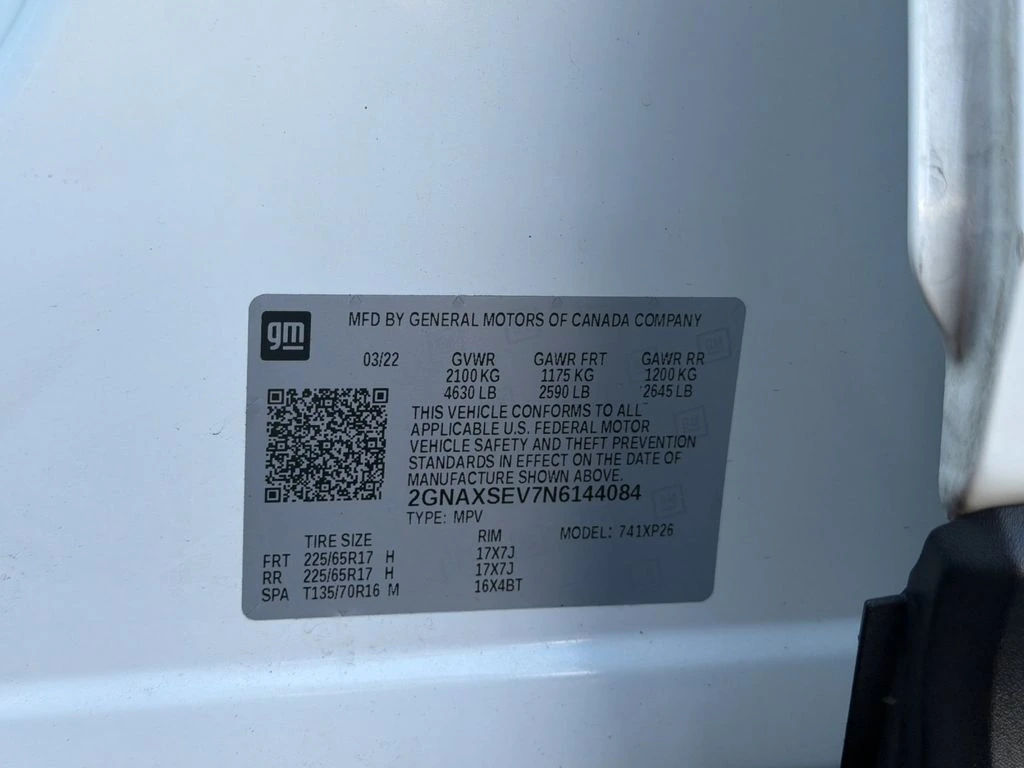 gm
MFD BY GENERAL MOTORS OF CANADA COMPANY
03/22 GVWR GAWR FRT GAWR RR
2100 KG 1175 KG 1200 KG
4630 LB 2590 LB 2645 LB
THIS VEHICLE CONFORMS TO ALL
APPLICABLE U.S. FEDERAL MOTOR
VEHICLE SAFETY AND THEFT PREVENTION
STANDARDS IN EFFECT ON THE DATE OF
MANUFACTURE SHOWN ABOVE.
2GNAXSEV7N6144084
TYPE: MPV MODEL: 741XP26
TIRE SIZE RIM
FRT 225/65R17 H 17X7J
RR 225/65R17 H 17X7J
SPA T135/70R16 M 16X4BT